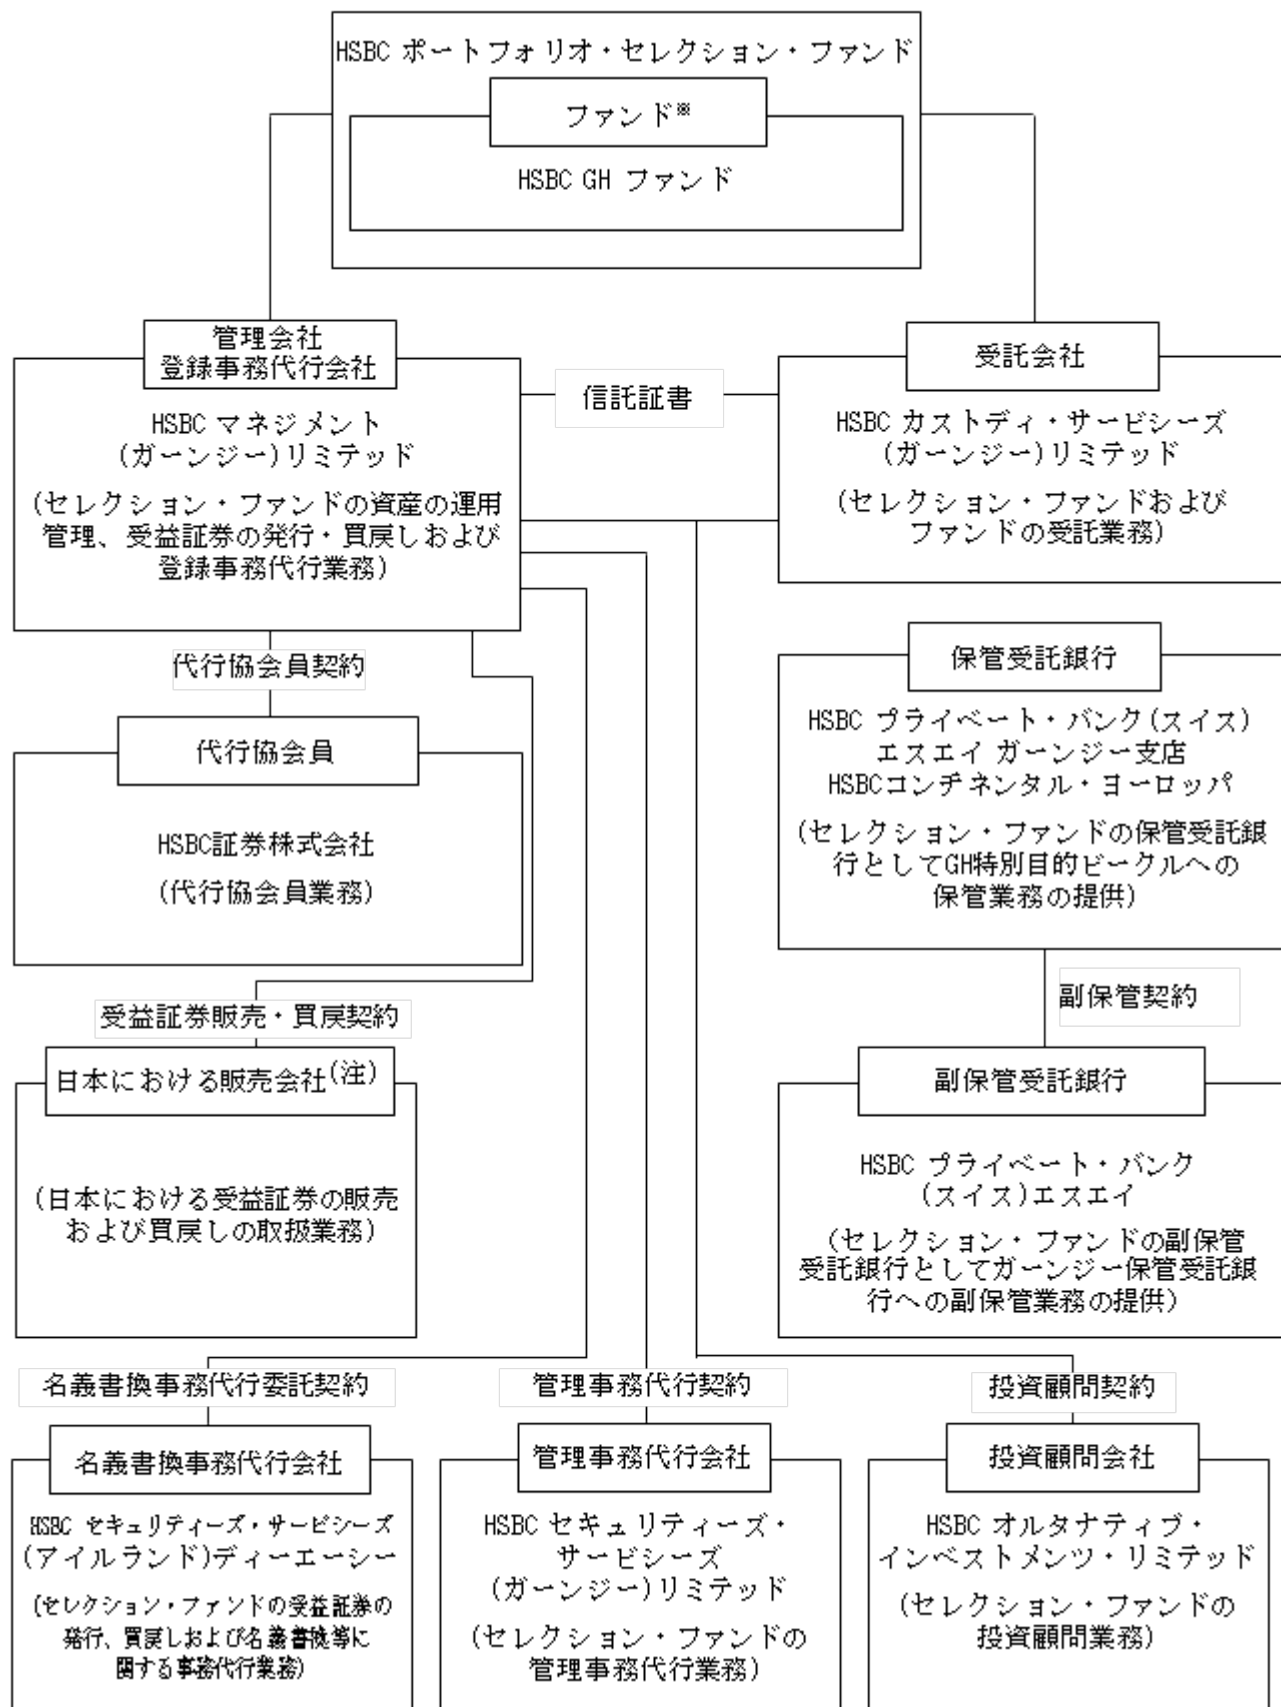 HSBC ポートフォリオ・セレクション・ファンド
ファンド※
HSBC GH ファンド
管理会社
登録事務代行会社
HSBC マネジメント
(ガーンジー)リミテッド
(セレクション・ファンドの資産の運用
管理、受益証券の発行・買戻しおよび
登録事務代行業務)
信託証書
受託会社
HSBC カストディ・サービシーズ
(ガーンジー)リミテッド
(セレクション・ファンドおよび
ファンドの受託業務)
代行協会員契約
代行協会員
HSBC証券株式会社
(代行協会員業務)
保管受託銀行
HSBC プライベート・バンク(スイス)
エスエイ ガーンジー支店
HSBCコンチネンタル・ヨーロッパ
(セレクション・ファンドの保管受託銀
行としてGH特別目的ビークルへの
保管業務の提供)
受益証券販売・買戻契約
日本における販売会社(注)
(日本における受益証券の販売
および買戻しの取扱業務)
副保管契約
副保管受託銀行
HSBC プライベート・バンク
(スイス)エスエイ
(セレクション・ファンドの副保管
受託銀行としてガーンジー保管受託銀
行への副保管業務の提供)
名義書換事務代行委託契約
名義書換事務代行会社
HSBC セキュリティーズ・サービシーズ
(アイルランド)ディーエーシー
(セレクション・ファンドの受益証券の
発行、買戻しおよび名義書換等に
関する事務代行業務)
管理事務代行契約
管理事務代行会社
HSBC セキュリティーズ・
サービシーズ
(ガーンジー)リミテッド
(セレクション・ファンドの
管理事務代行業務)
投資顧問契約
投資顧問会社
HSBC オルタナティブ・
インベストメンツ・リミテッド
(セレクション・ファンドの
投資顧問業務)